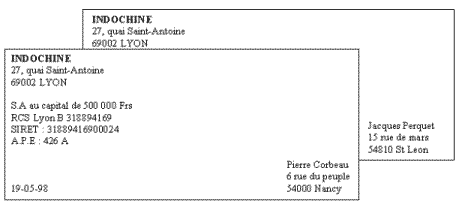 INDOCHINE
27, quai Saint-Antoine
69002 LYON
Jacques Perquet
15 rue de mars
54810 St Leon
INDOCHINE
27, quai Saint-Antoine
69002 LYON
S.A au capital de 500 000 Frs
RCS Lyon B 318894169
SIRET : 31889416900024
A.P.E : 426 A
Pierre Corbeau
6 rue du peuple
19-05-98 54000 Nancy